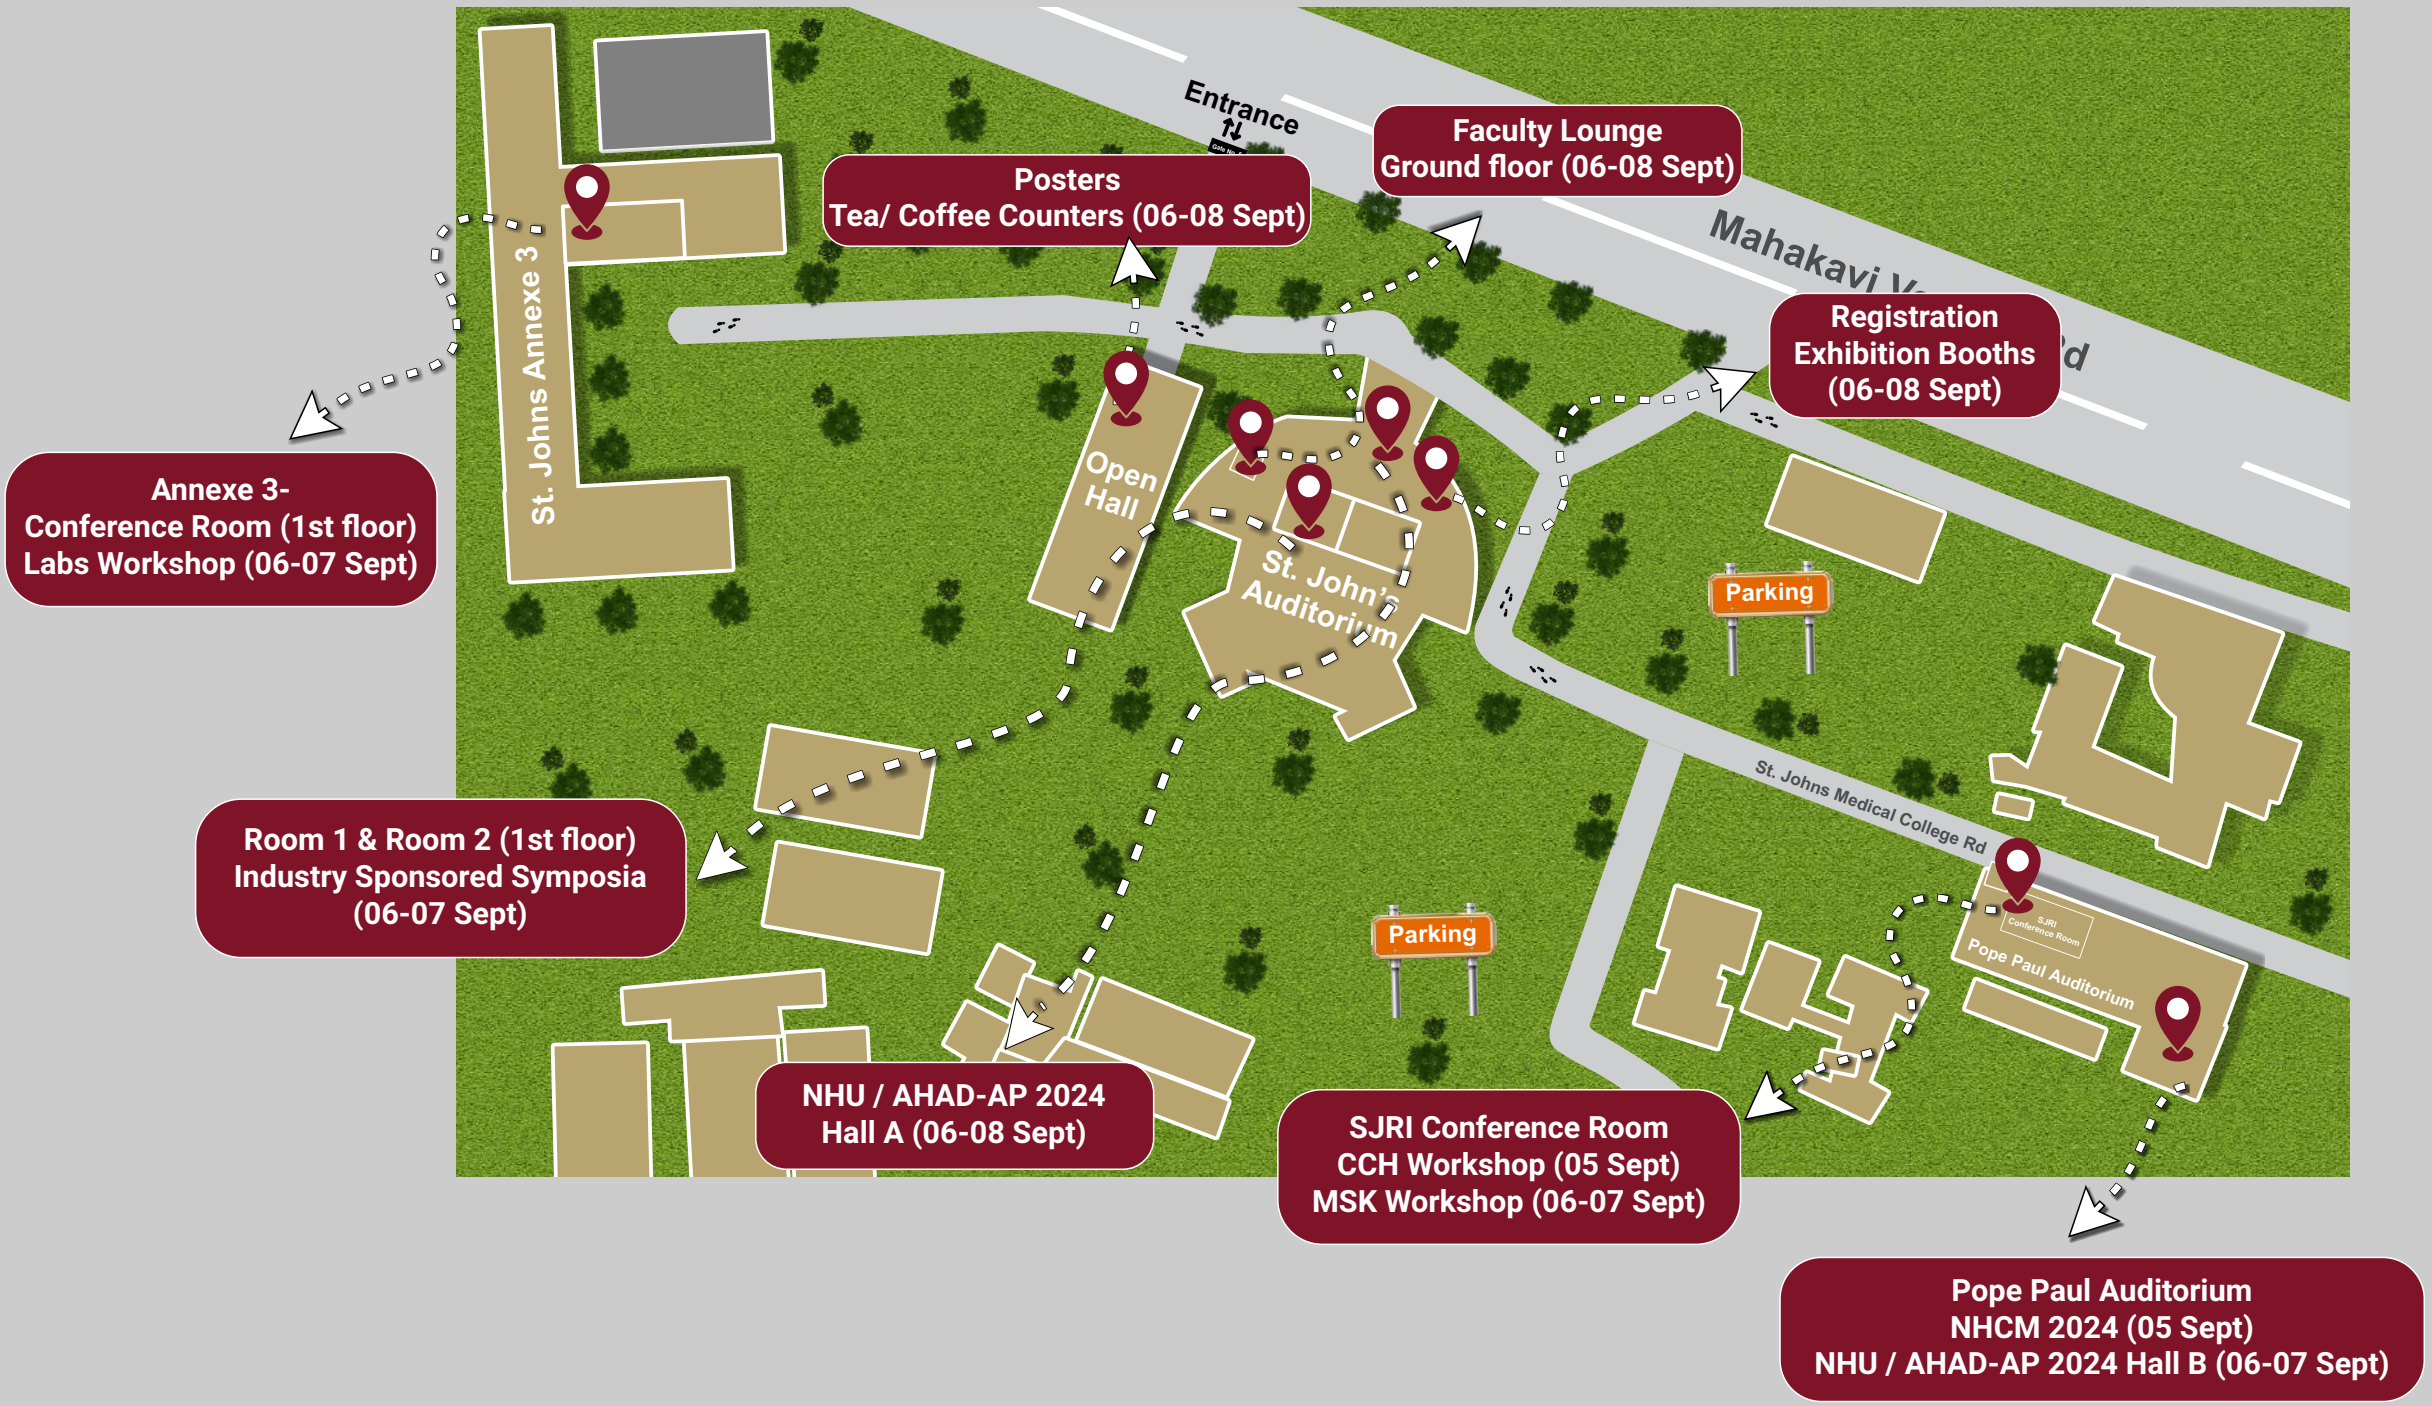 Entrance
Faculty Lounge
Ground floor (06-08 Sept)
Posters
Tea/ Coffee Counters (06-08 Sept)
Mahakavi
Registration
Exhibition Booths
(06-08 Sept)
St. Johns Annexe 3
Open
Hall
Annexe 3-
Conference Room (1st floor)
Labs Workshop (06-07 Sept)
St. John's
Auditorium
Parking
St. Johns Medical College Rd
Room 1 & Room 2 (1st floor)
Industry Sponsored Symposia
(06-07 Sept)
Parking
SJRI
Conference Room
Pope Paul Auditorium
NHU / AHAD-AP 2024
Hall A (06-08 Sept)
SJRI Conference Room
CCH Workshop (05 Sept)
MSK Workshop (06-07 Sept)
Pope Paul Auditorium
NHCM 2024 (05 Sept)
NHU / AHAD-AP 2024 Hall B (06-07 Sept)